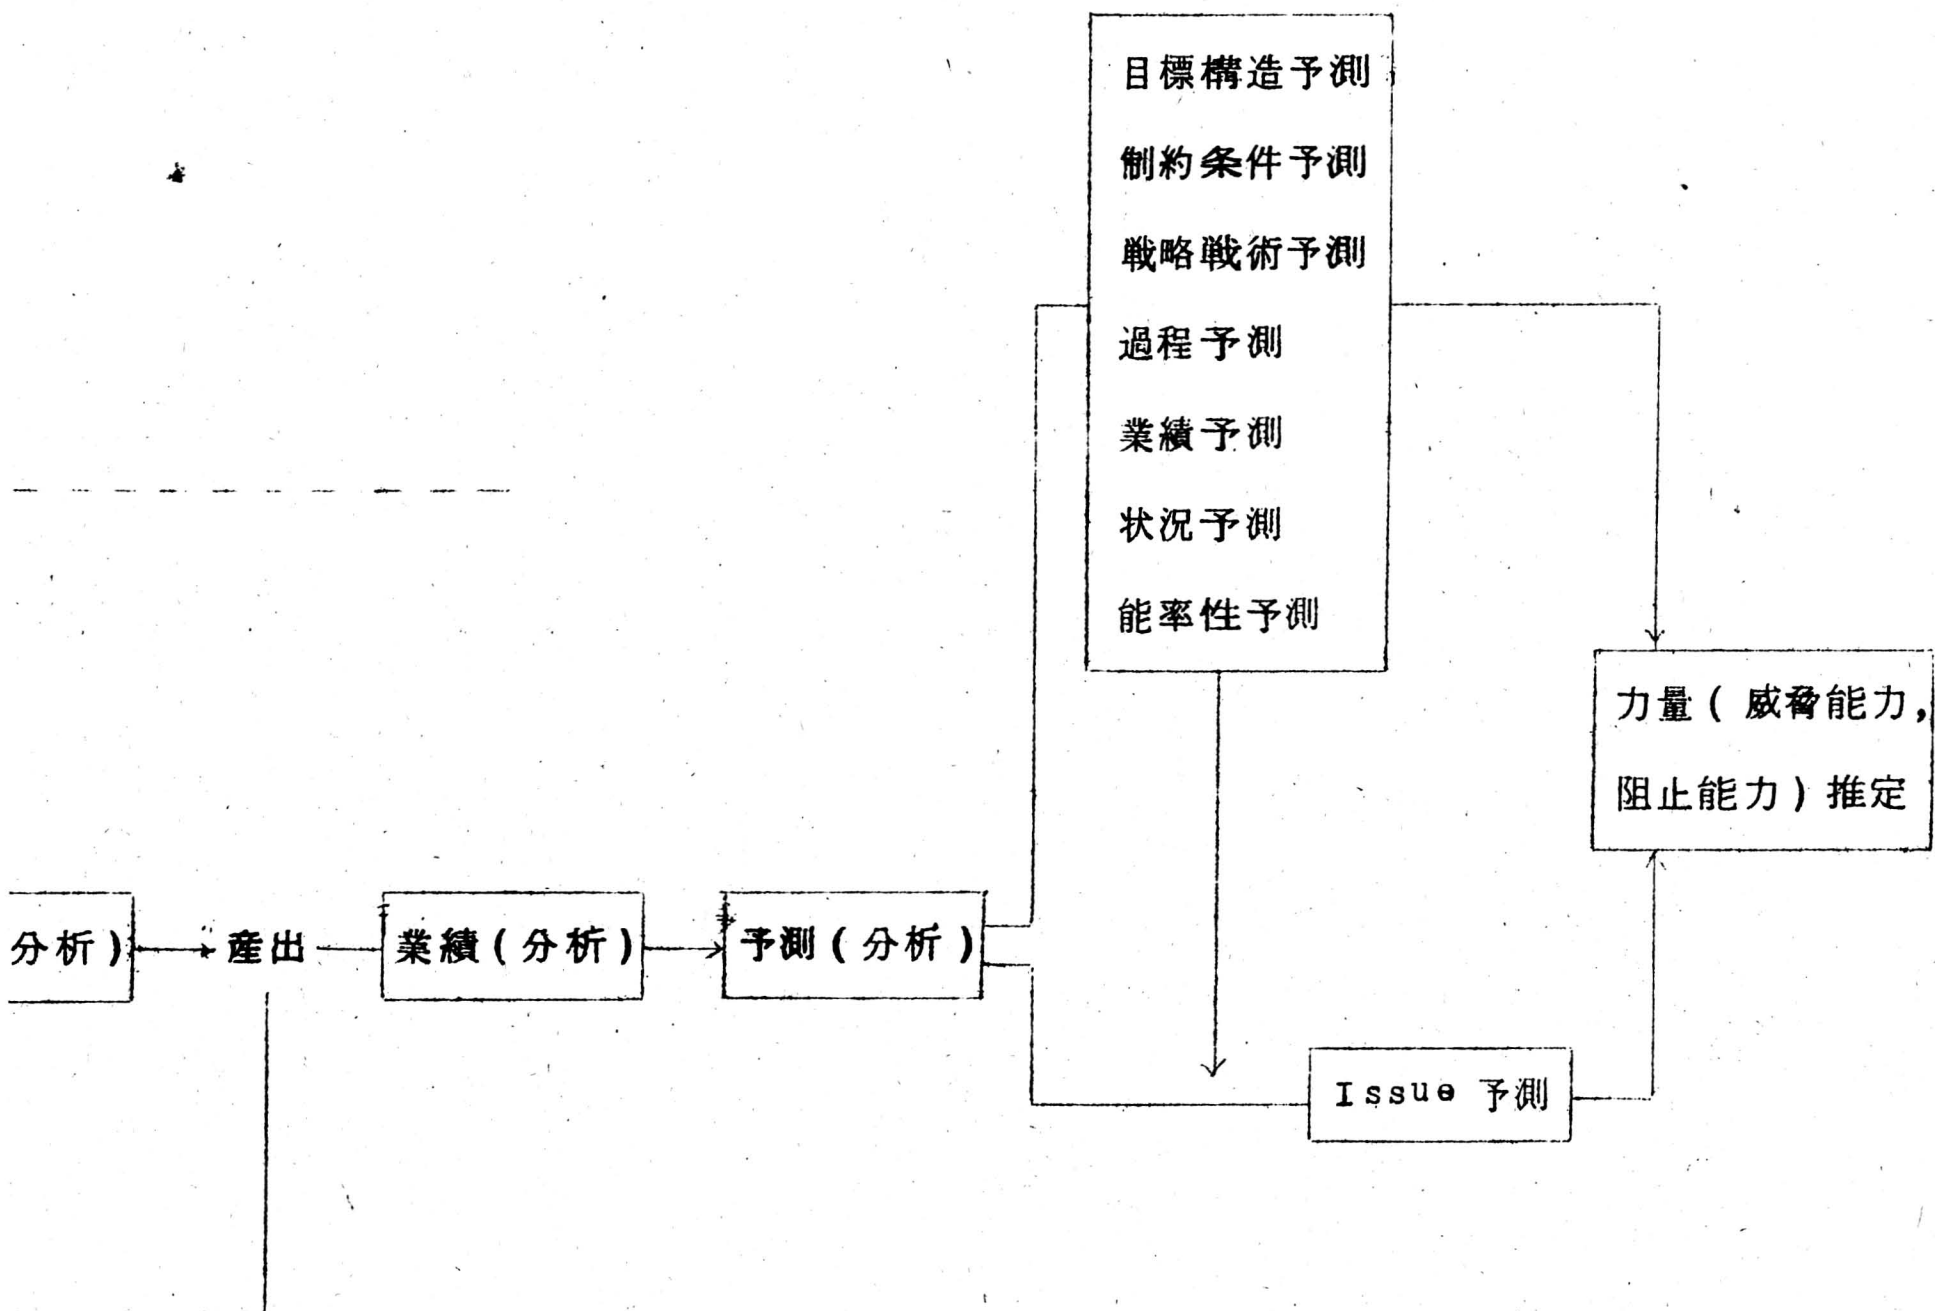 目標構造予測
制約条件予測
戦略戦術予測
過程予測
業績予測
状況予測
能率性予測
力量(威脅能力,
阻止能力)推定
分析)
産出
業績(分析)
予測(分析)
Issue 予測